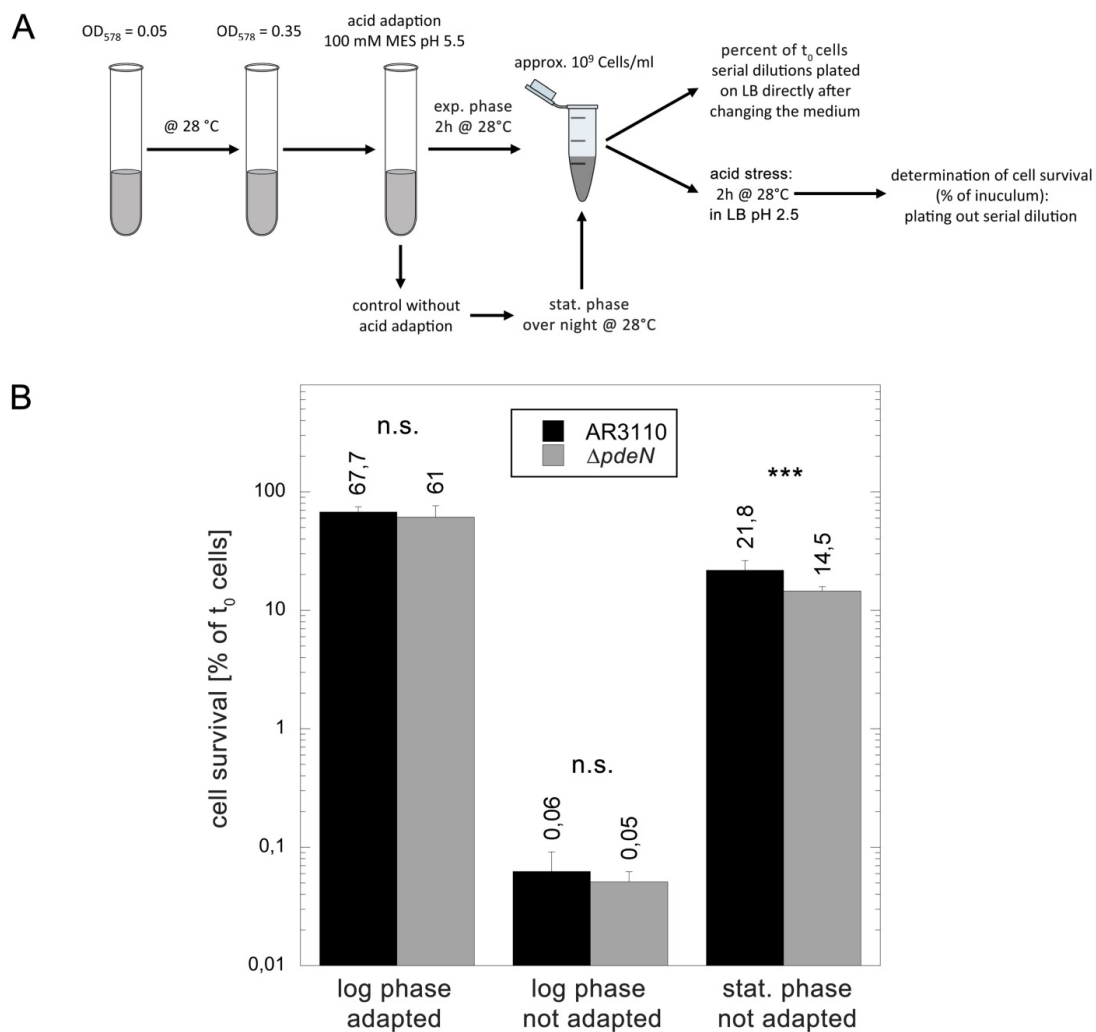 A
OD578 = 0.05
OD578 = 0.35
acid adaption
100 mM MES pH 5.5
@ 28 °C
exp. phase
2h @ 28°C
approx. 10⁹ Cells/ml
percent of t0 cells
serial dilutions plated
on LB directly after
changing the medium
acid stress:
2h @ 28°C
in LB pH 2.5
determination of cell survival
(% of inuculum):
plating out serial dilution
control without
acid adaption
stat. phase
over night @ 28°C
B
cell survival [% of t0 cells]
100
10
1
0,1
0,01
AR3110
ΔpdeN
n.s.
67,7
61
n.s.
0,06
0,05
***
21,8
14,5
log phase
adapted
log phase
not adapted
stat. phase
not adapted